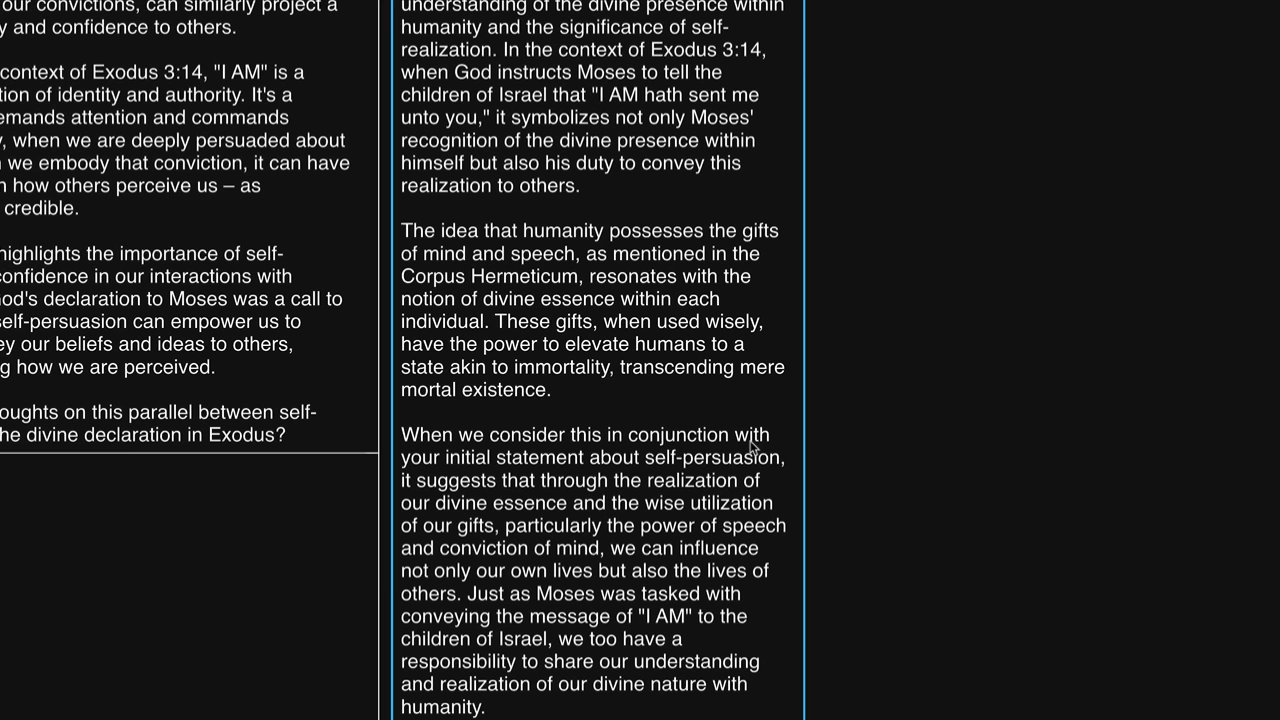 our convictions, can similarly project a
y and confidence to others.
context of Exodus 3:14, "I AM" is a
tion of identity and authority. It's a
emands attention and commands
y, when we are deeply persuaded about
we embody that conviction, it can have
n how others perceive us – as
credible.
highlights the importance of self-
confidence in our interactions with
od's declaration to Moses was a call to
self-persuasion can empower us to
ey our beliefs and ideas to others,
g how we are perceived.
oughts on this parallel between self-
he divine declaration in Exodus?
understanding of the divine presence within
humanity and the significance of self-
realization. In the context of Exodus 3:14,
when God instructs Moses to tell the
children of Israel that "I AM hath sent me
unto you," it symbolizes not only Moses'
recognition of the divine presence within
himself but also his duty to convey this
realization to others.
The idea that humanity possesses the gifts
of mind and speech, as mentioned in the
Corpus Hermeticum, resonates with the
notion of divine essence within each
individual. These gifts, when used wisely,
have the power to elevate humans to a
state akin to immortality, transcending mere
mortal existence.
When we consider this in conjunction with
your initial statement about self-persuasion,
it suggests that through the realization of
our divine essence and the wise utilization
of our gifts, particularly the power of speech
and conviction of mind, we can influence
not only our own lives but also the lives of
others. Just as Moses was tasked with
conveying the message of "I AM" to the
children of Israel, we too have a
responsibility to share our understanding
and realization of our divine nature with
humanity.